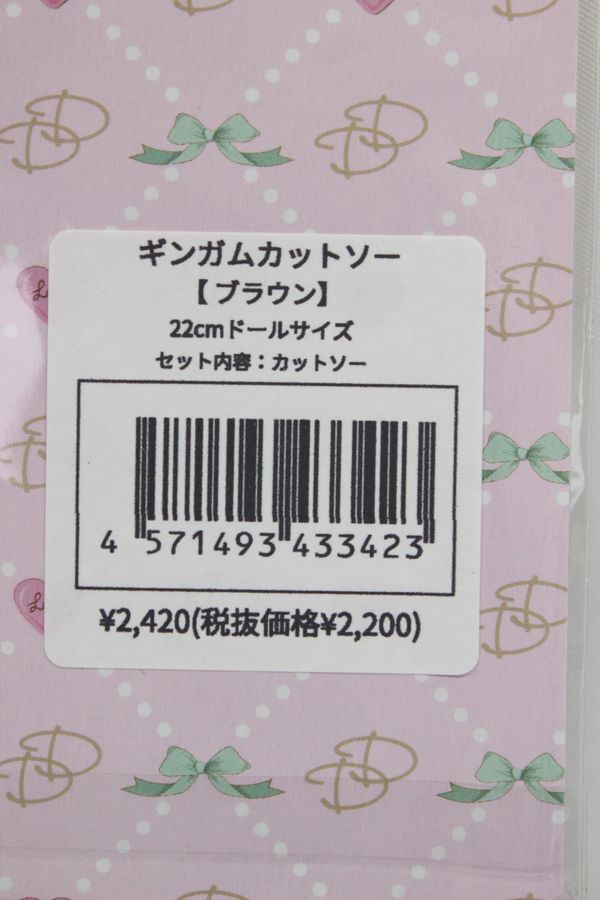 ギンガムカットソー
【ブラウン】
22cmドールサイズ
セット内容：カットソー
4 571493 433423
¥2,420(税抜価格¥2,200)